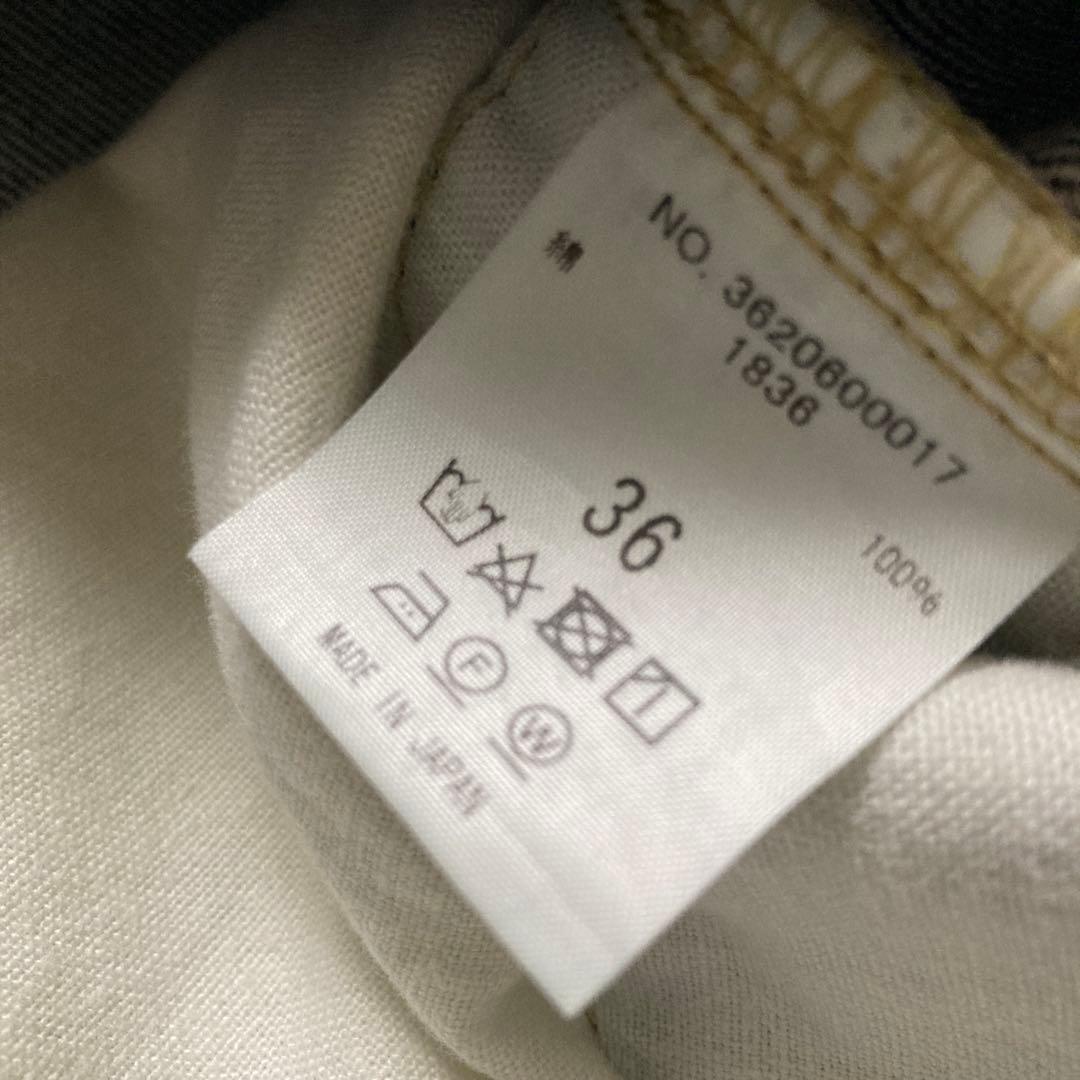 NO. 3620600017
1836
綿 100%
36
F
W
MADE IN JAPAN